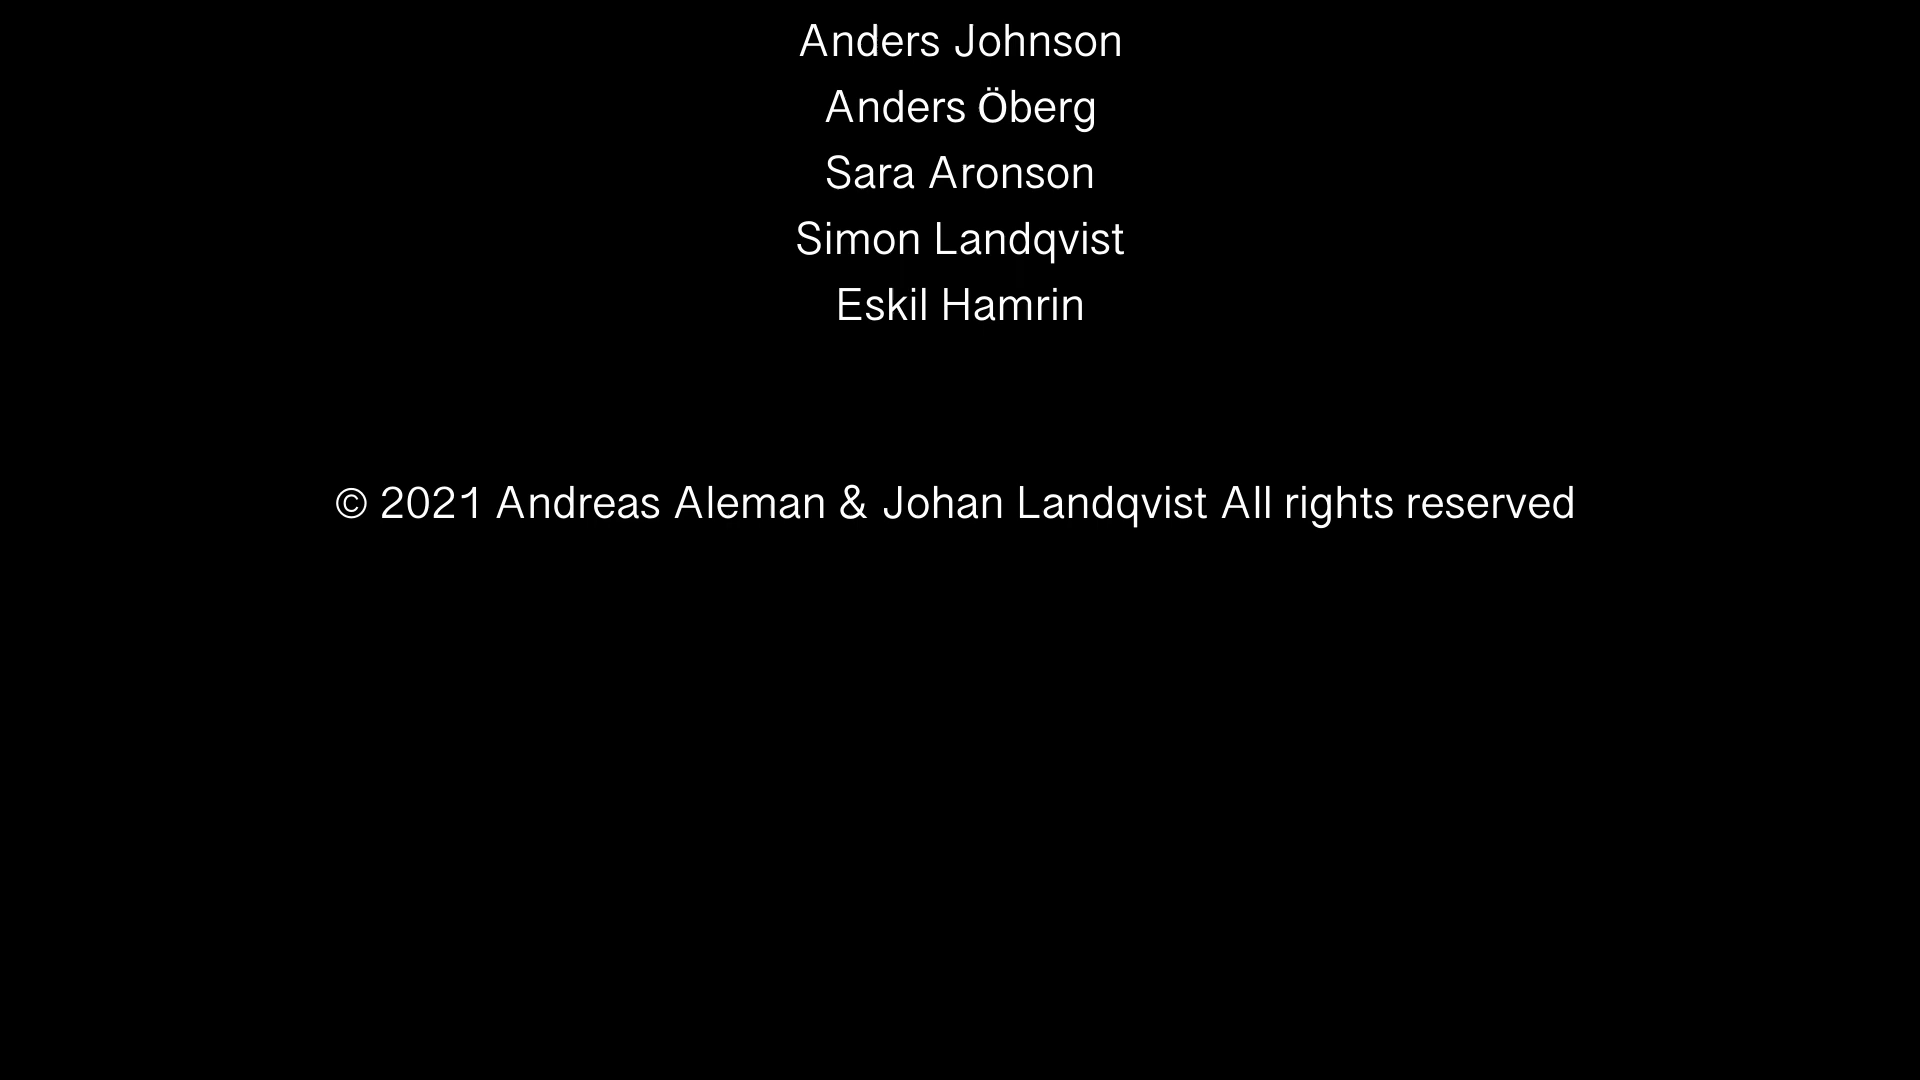 Anders Johnson
Anders Öberg
Sara Aronson
Simon Landqvist
Eskil Hamrin
© 2021 Andreas Aleman & Johan Landqvist All rights reserved